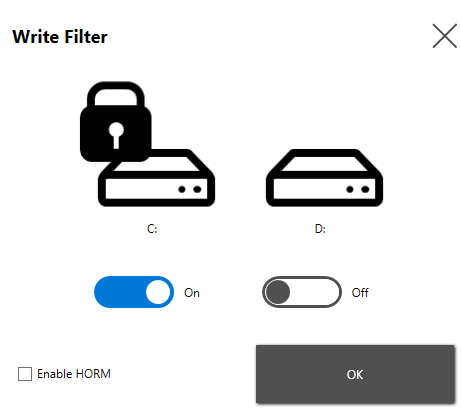 Write Filter
C:
D:
On
Off
Enable HORM
OK